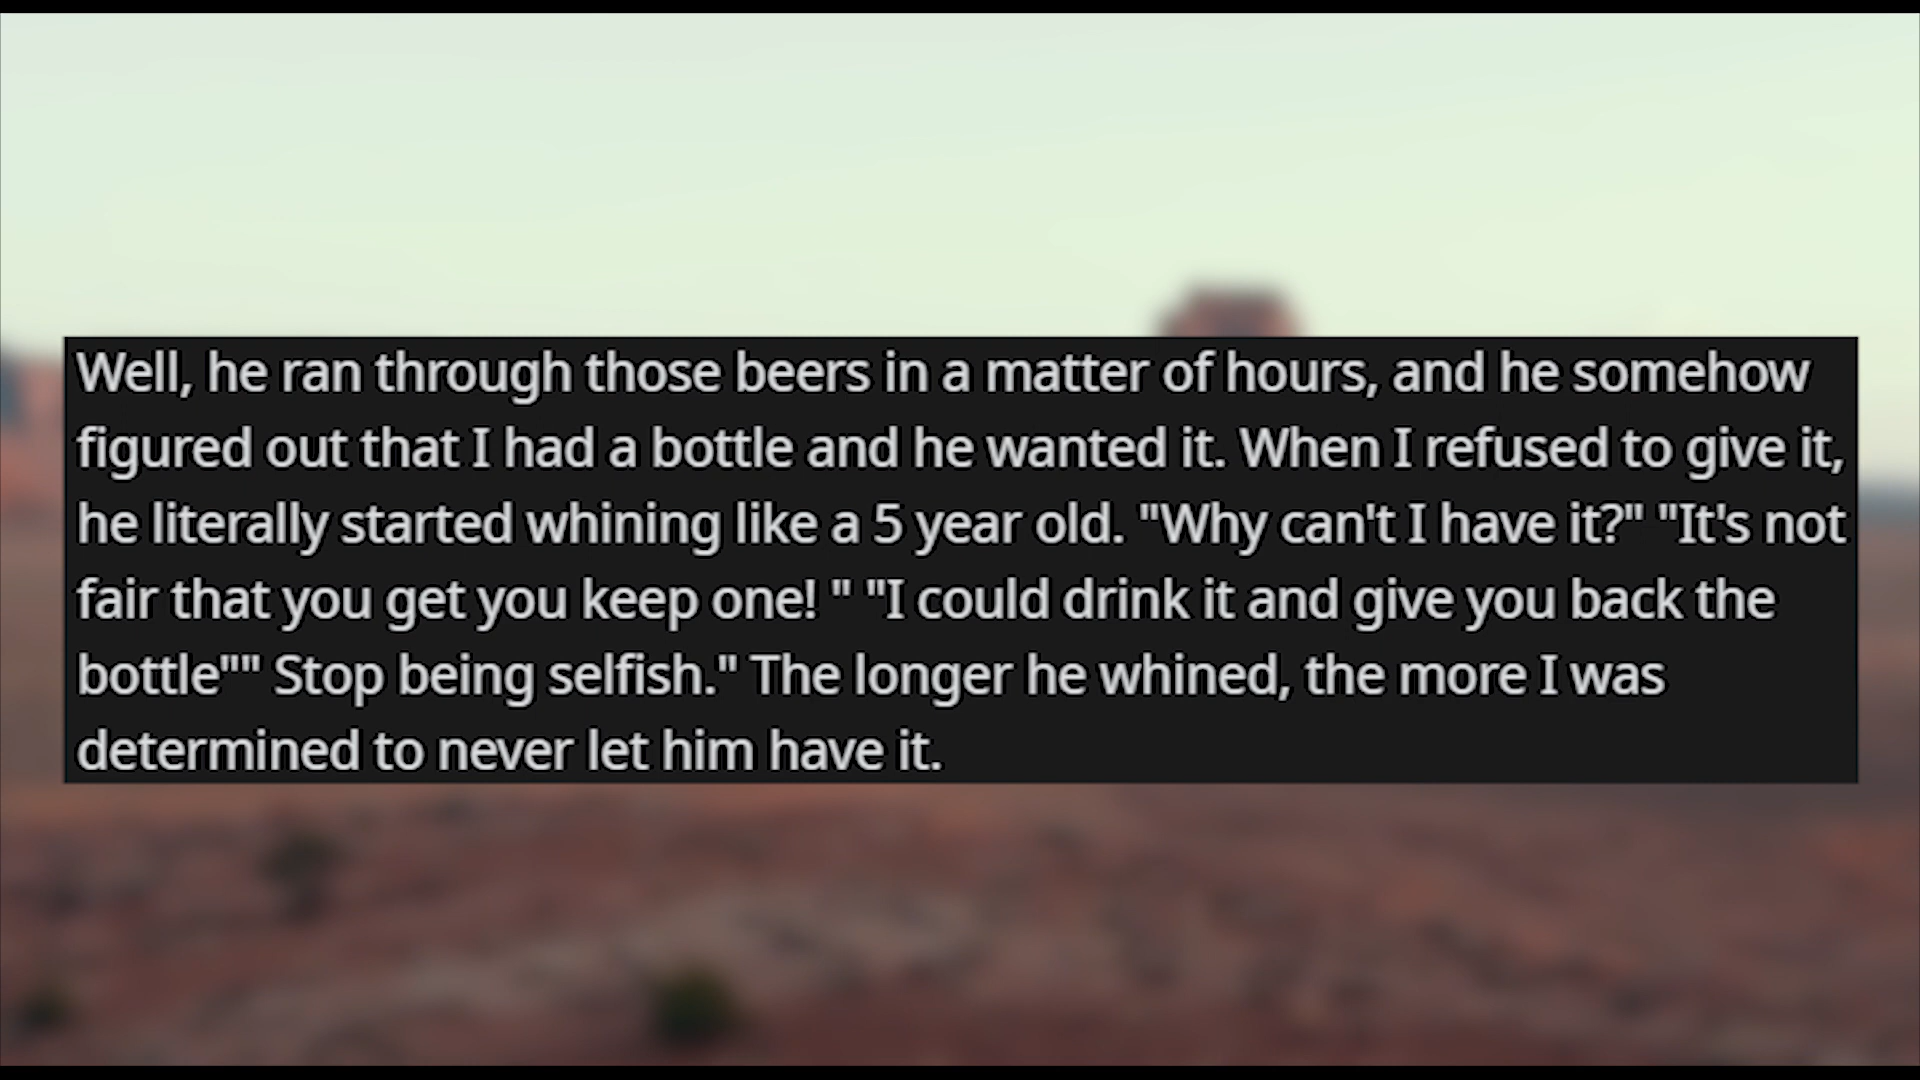 Well, he ran through those beers in a matter of hours, and he somehow
figured out that I had a bottle and he wanted it. When I refused to give it,
he literally started whining like a 5 year old. "Why can't I have it?" "It's not
fair that you get you keep one! " "I could drink it and give you back the
bottle"" Stop being selfish." The longer he whined, the more I was
determined to never let him have it.